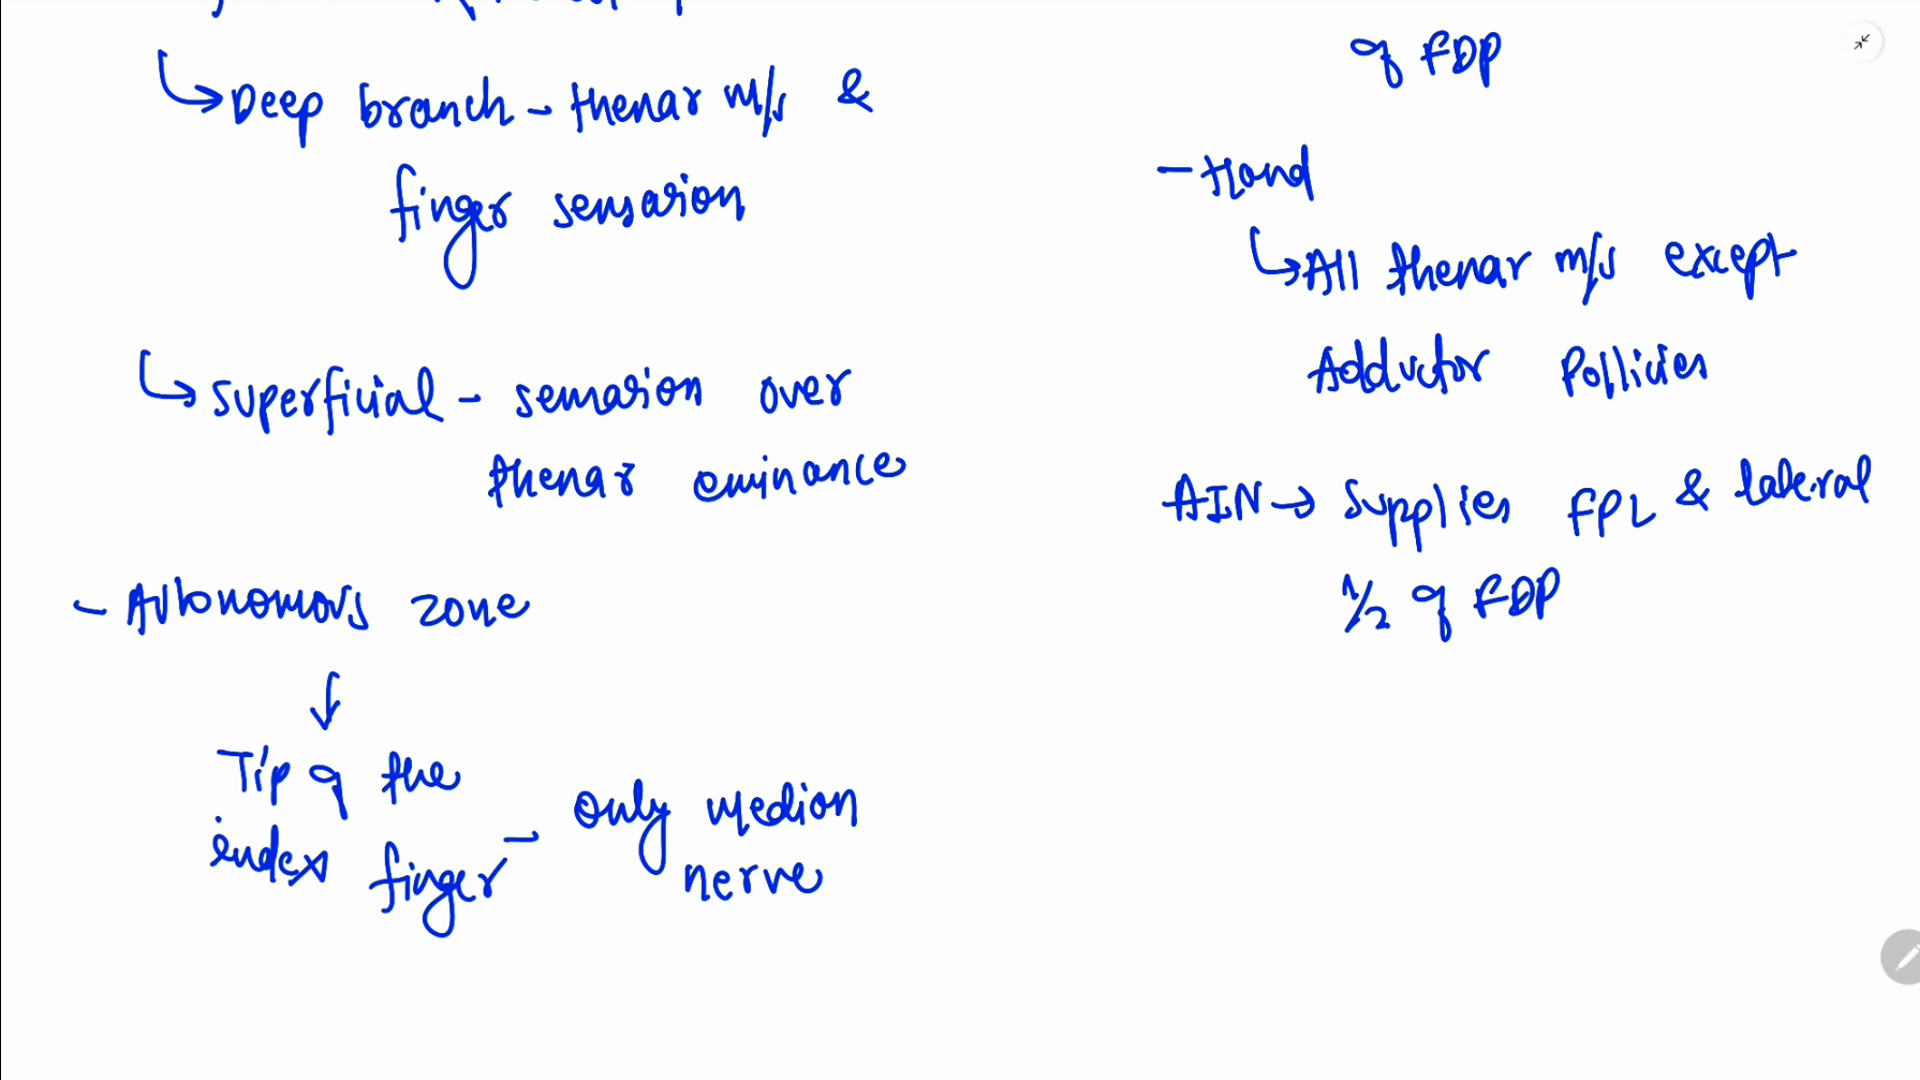 ↳ Deep branch - thenar m/s &
finger sensation
↳ superficial - sensation over
thenar eminance
- Autonomous zone
↓
Tip of the
index finger - only median
nerve
of FDP
- Hand
↳ All thenar m/s except
Adductor Pollicies
AIN → supplies FPL & lateral
1/2 of FDP